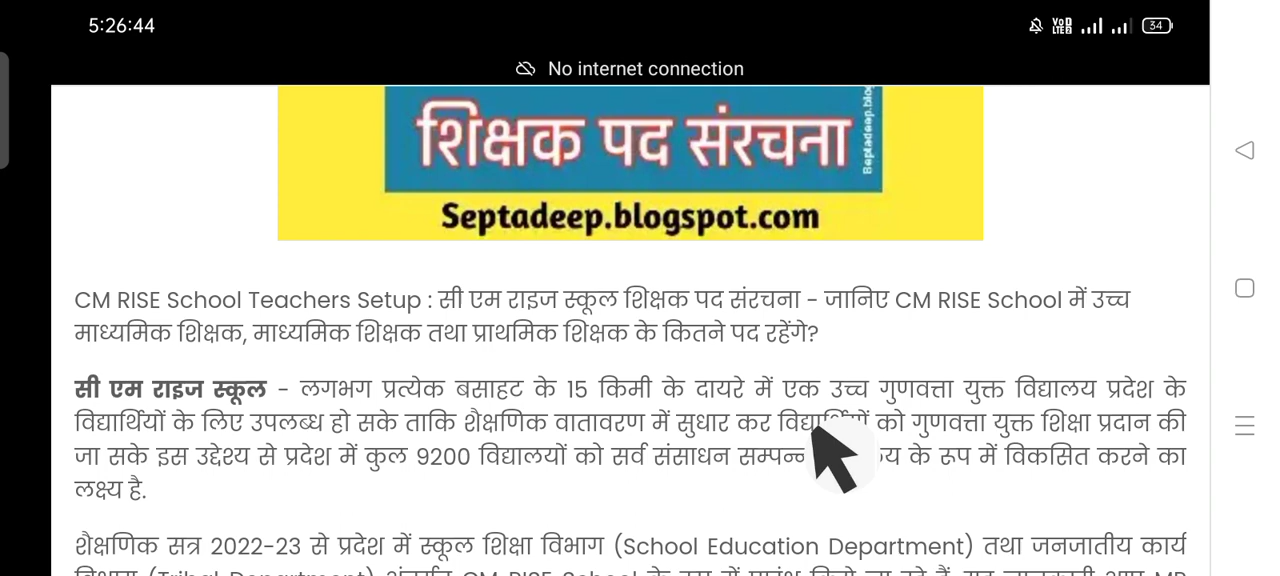 5:26:44
VoD LTE2 34
No internet connection
शिक्षक पद संरचना
Septadeep.blogspot.com
CM RISE School Teachers Setup : सी एम राइज स्कूल शिक्षक पद संरचना - जानिए CM RISE School में उच्च
माध्यमिक शिक्षक, माध्यमिक शिक्षक तथा प्राथमिक शिक्षक के कितने पद रहेंगे?
सी एम राइज स्कूल - लगभग प्रत्येक बसाहट के 15 किमी के दायरे में एक उच्च गुणवत्ता युक्त विद्यालय प्रदेश के
विद्यार्थियों के लिए उपलब्ध हो सके ताकि शैक्षणिक वातावरण में सुधार कर विद्यार्थियों को गुणवत्ता युक्त शिक्षा प्रदान की
जा सके इस उद्देश्य से प्रदेश में कुल 9200 विद्यालयों को सर्व संसाधन सम्पन्न के रूप में विकसित करने का
लक्ष्य है.
शैक्षणिक सत्र 2022-23 से प्रदेश में स्कूल शिक्षा विभाग (School Education Department) तथा जनजातीय कार्य